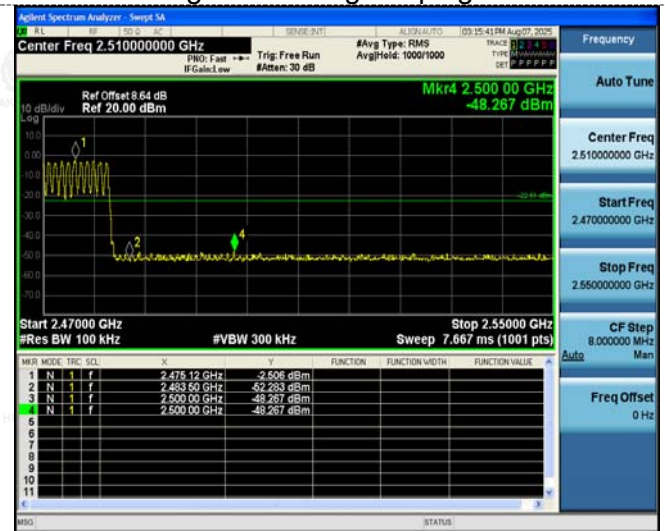 Agilent Spectrum Analyzer - Swept SA
RL RF 50 Ω AC SENSE:INT ALIGN AUTO 03:15:41 PM Aug 07, 2025
Center Freq 2.510000000 GHz #Avg Type: RMS TRACE 1 2 3 4 5 6
PNO: Fast Trig: Free Run Avg|Hold: 1000/1000 TYPE
IFGain:Low #Atten: 30 dB DET P P P P P P
Mkr4 2.500 00 GHz
-48.267 dBm
Ref Offset 8.64 dB
10 dB/div Ref 20.00 dBm
Log
10.0
0.00
-10.0
-20.0
-30.0
-40.0
-50.0
-60.0
-70.0
1
2
4
Start 2.47000 GHz Stop 2.55000 GHz
#Res BW 100 kHz #VBW 300 kHz Sweep 7.667 ms (1001 pts)
MKR MODE TRC SCL X Y FUNCTION FUNCTION WIDTH FUNCTION VALUE
1 N 1 f 2.475 12 GHz -2.506 dBm
2 N 1 f 2.483 50 GHz -52.283 dBm
3 N 1 f 2.500 00 GHz -48.267 dBm
4 N 1 f 2.500 00 GHz -48.267 dBm
5
6
7
8
9
10
11
MSG STATUS
Frequency
Auto Tune
Center Freq
2.510000000 GHz
Start Freq
2.470000000 GHz
Stop Freq
2.550000000 GHz
CF Step
8.000000 MHz
Auto Man
Freq Offset
0 Hz